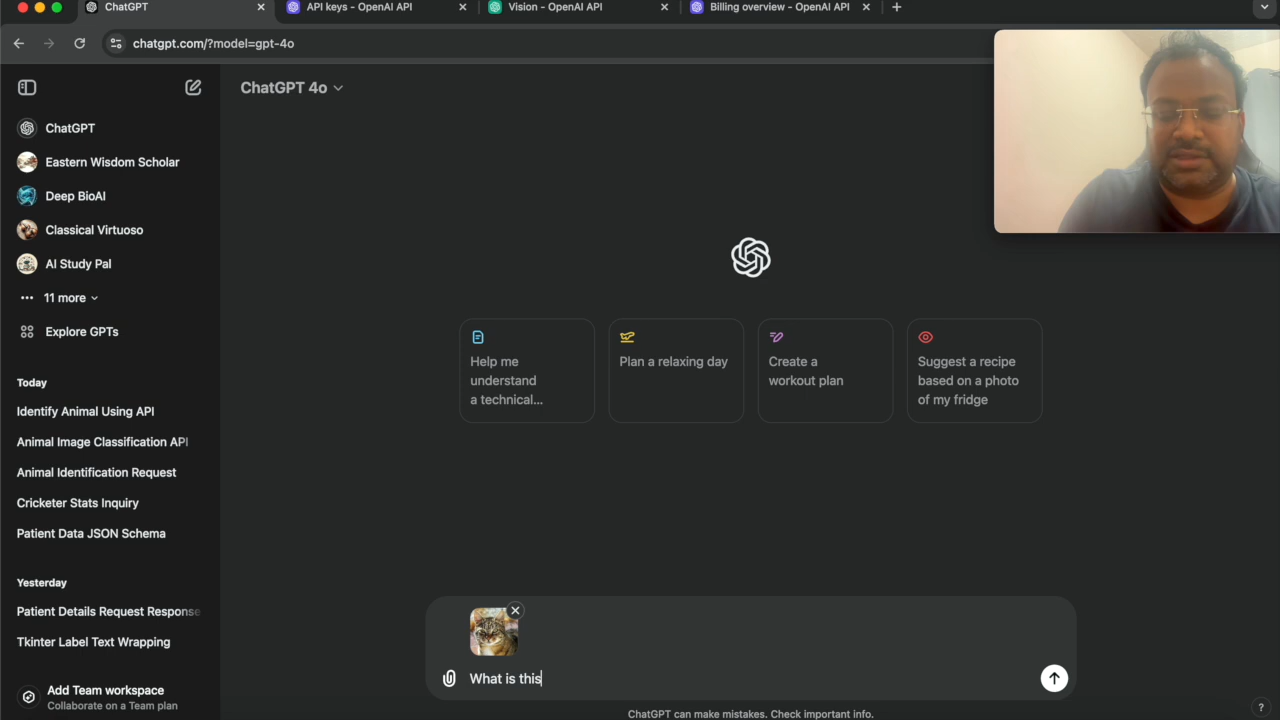 ChatGPT
API keys - OpenAI API
Vision - OpenAI API
Billing overview - OpenAI API
chatgpt.com/?model=gpt-4o
ChatGPT 4o
ChatGPT
Eastern Wisdom Scholar
Deep BioAI
Classical Virtuoso
AI Study Pal
11 more
Explore GPTs
Today
Identify Animal Using API
Animal Image Classification API
Animal Identification Request
Cricketer Stats Inquiry
Patient Data JSON Schema
Yesterday
Patient Details Request Response
Tkinter Label Text Wrapping
Add Team workspace
Collaborate on a Team plan
Help me
understand
a technical...
Plan a relaxing day
Create a
workout plan
Suggest a recipe
based on a photo
of my fridge
What is this
ChatGPT can make mistakes. Check important info.
?